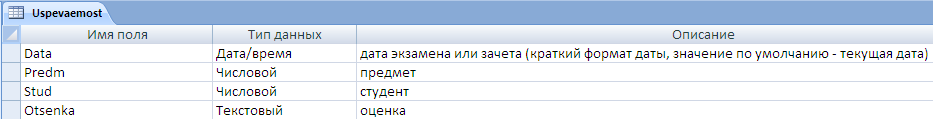 Uspevaemost
Имя поля Тип данных Описание
Data Дата/время дата экзамена или зачета (краткий формат даты, значение по умолчанию - текущая дата)
Predm Числовой предмет
Stud Числовой студент
Otsenka Текстовый оценка